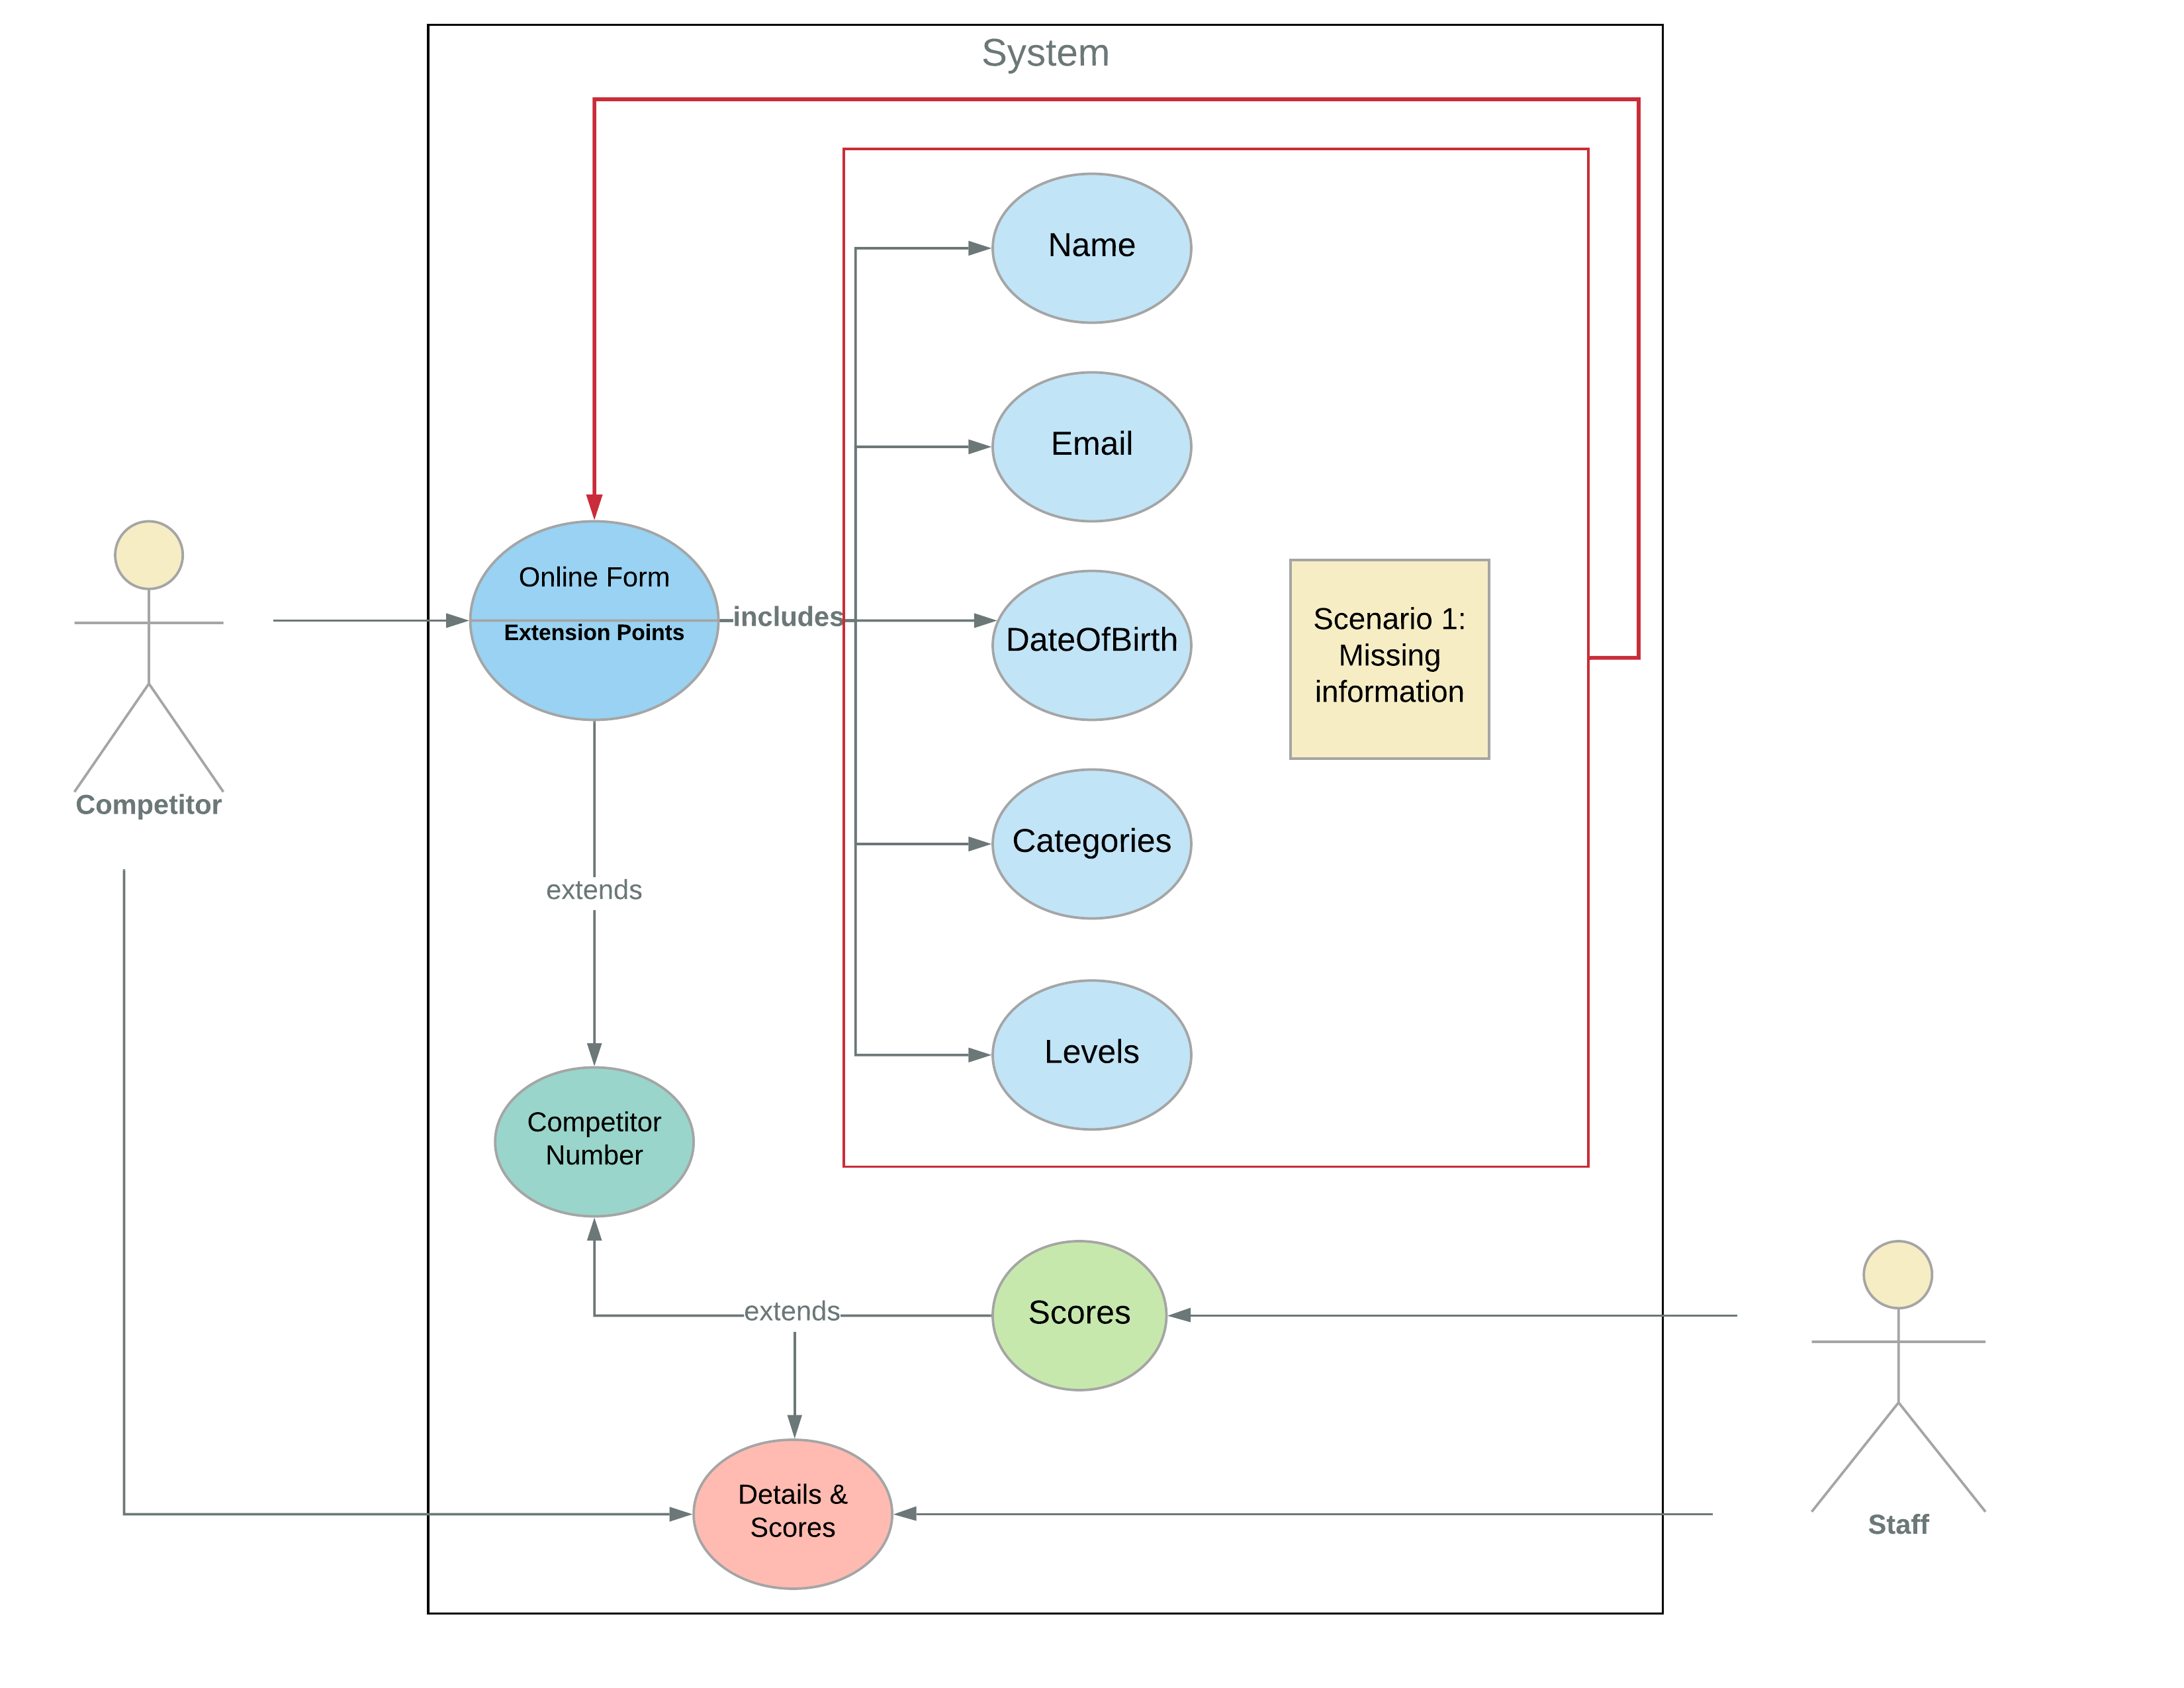 System
Name
Email
Online Form
Extension Points
includes
DateOfBirth
Scenario 1:
Missing
information
Competitor
Categories
extends
Levels
Competitor
Number
extends
Scores
Details &
Scores
Staff